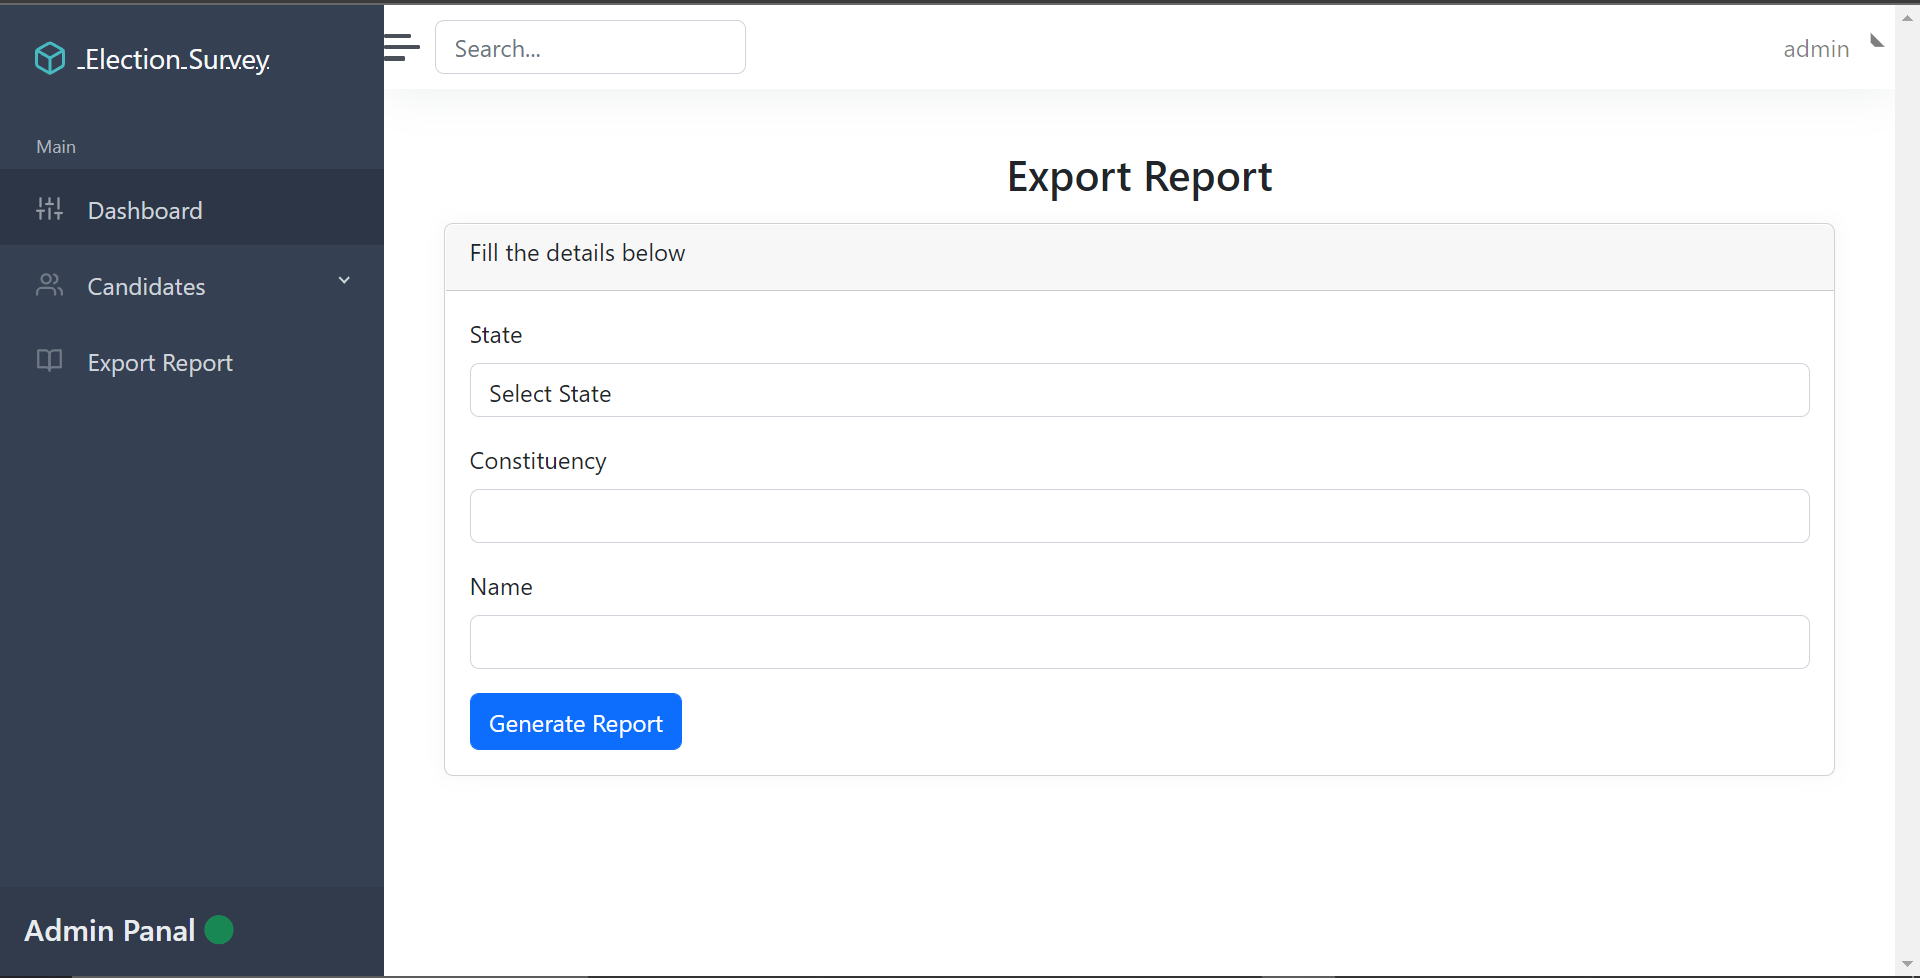 _Election_Survey
Main
Dashboard
Candidates
Export Report
Admin Panal
Search...
admin
Export Report
Fill the details below
State
Select State
Constituency
Name
Generate Report